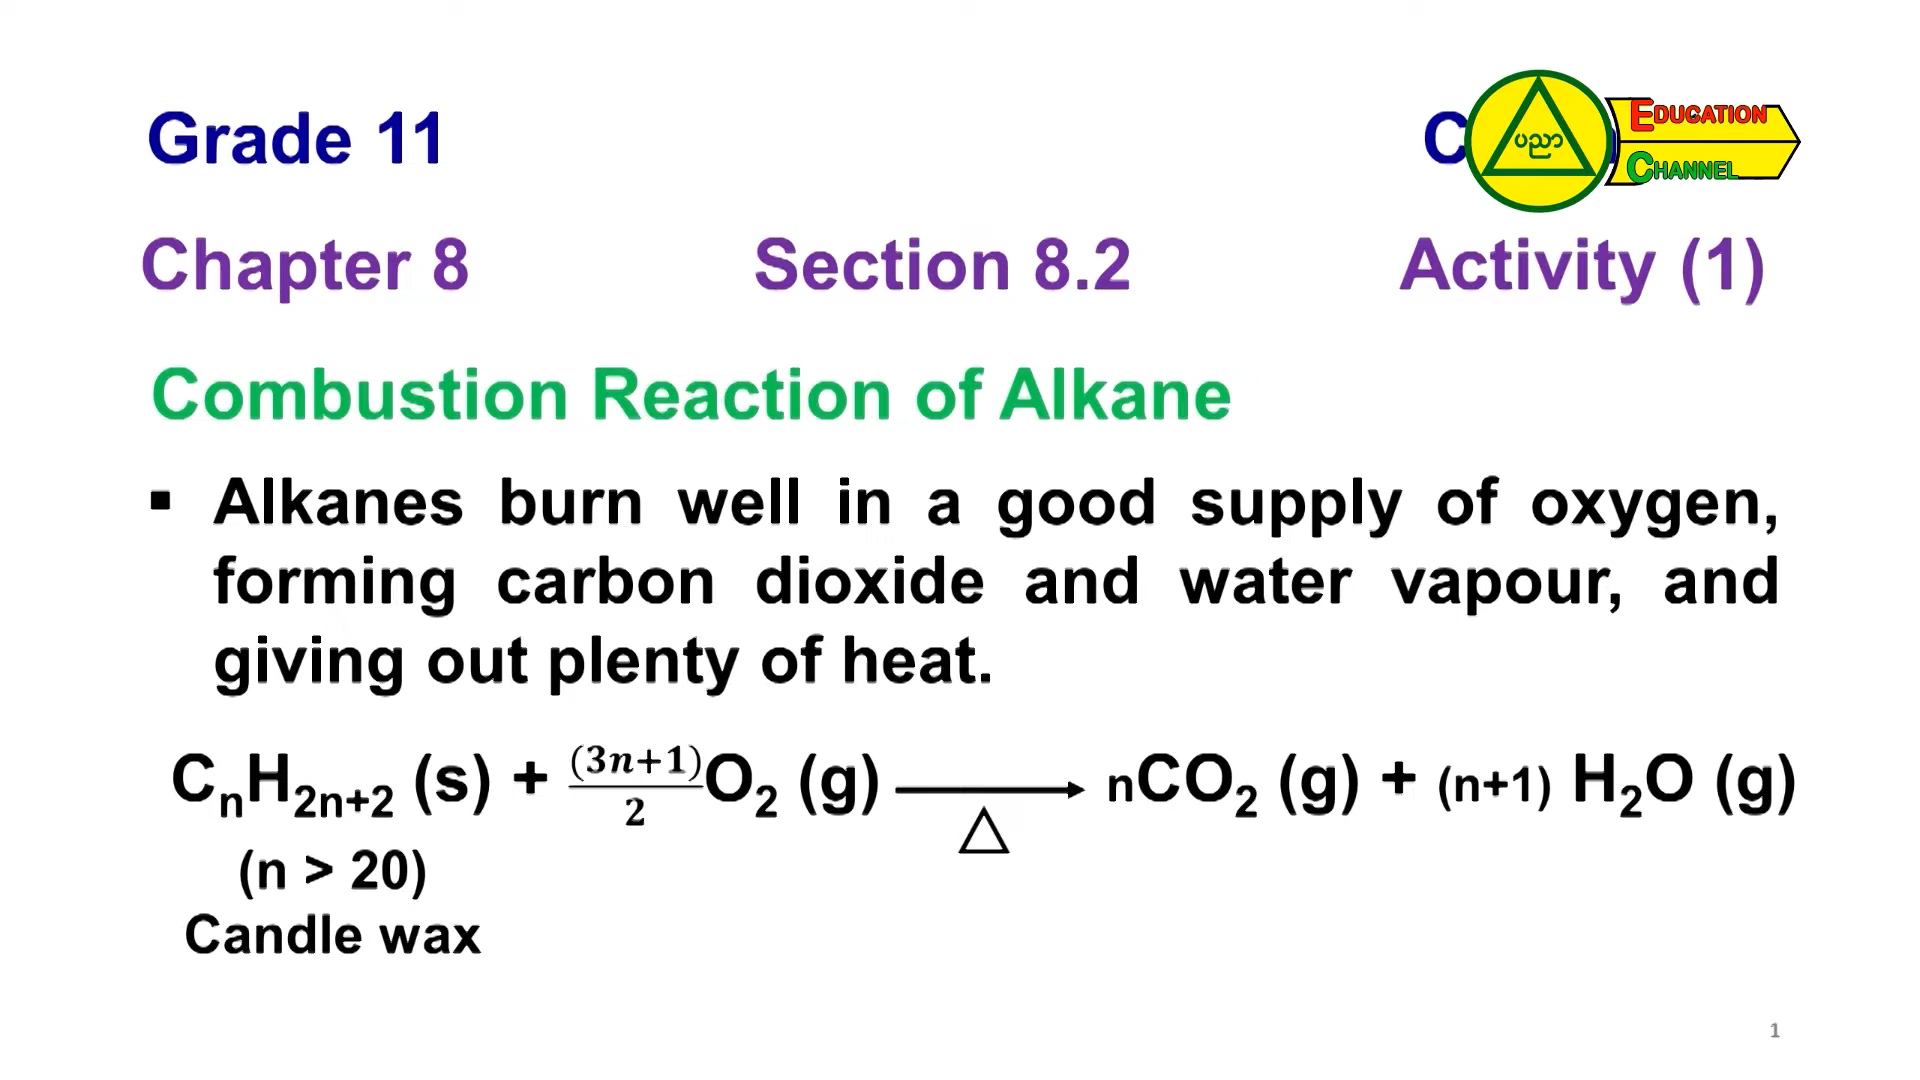 Grade 11
ပညာ
EDUCATION
CHANNEL
Chapter 8 Section 8.2 Activity (1)
Combustion Reaction of Alkane
▪ Alkanes burn well in a good supply of oxygen,
forming carbon dioxide and water vapour, and
giving out plenty of heat.
CₙH₂ₙ₊₂ (s) + (3n+1)/2 O₂ (g) ⟶ nCO₂ (g) + (n+1) H₂O (g)
△
(n > 20)
Candle wax
1